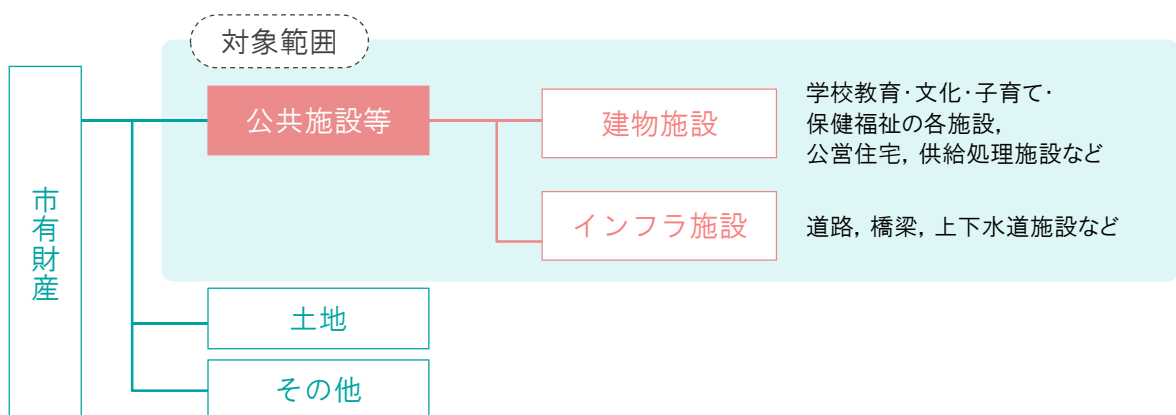 対象範囲
市有財産
公共施設等
建物施設
学校教育・文化・子育て・
保健福祉の各施設,
公営住宅, 供給処理施設など
インフラ施設
道路, 橋梁, 上下水道施設など
土地
その他